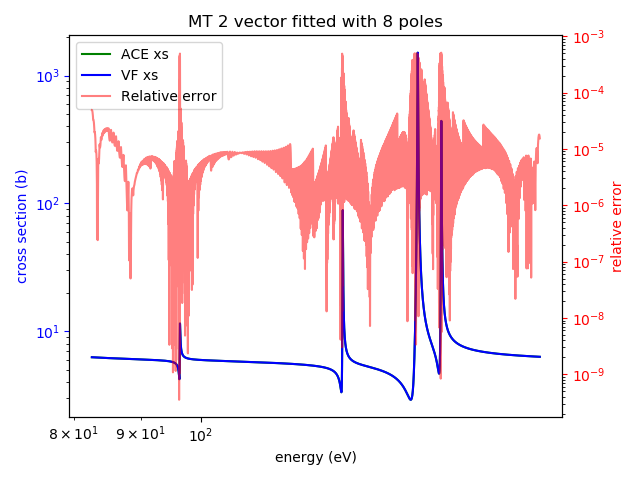 MT 2 vector fitted with 8 poles
ACE xs
VF xs
Relative error
cross section (b)
10³
10²
10¹
relative error
10⁻³
10⁻⁴
10⁻⁵
10⁻⁶
10⁻⁷
10⁻⁸
10⁻⁹
8 × 10¹
9 × 10¹
10²
energy (eV)